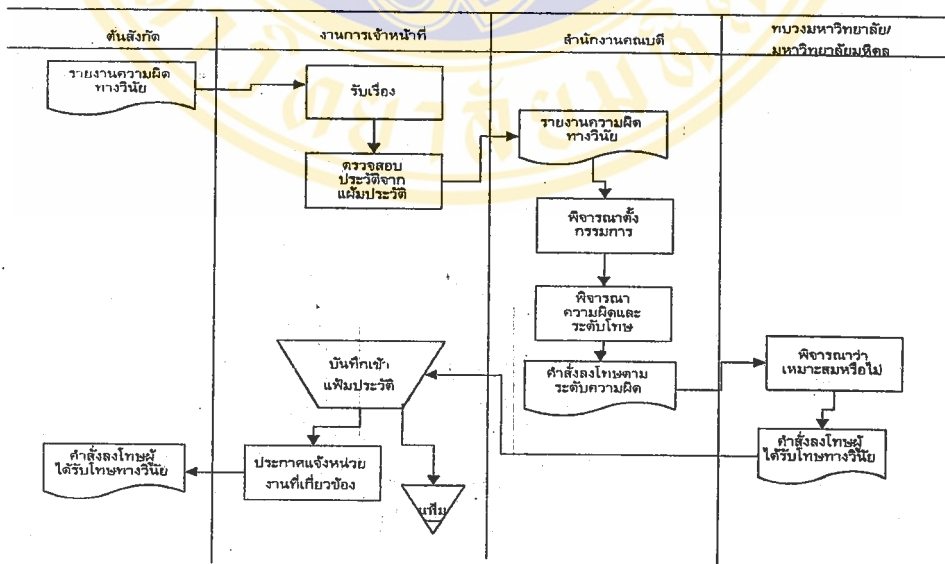 ต้นสังกัด
งานการเจ้าหน้าที่
สำนักงานคณบดี
ทบวงมหาวิทยาลัย/
มหาวิทยาลัยมหิดล
รายงานความผิด
ทางวินัย
รับเรื่อง
ตรวจสอบ
ประวัติจาก
แฟ้มประวัติ
รายงานความผิด
ทางวินัย
พิจารณาตั้ง
กรรมการ
พิจารณา
ความผิดและ
ระดับโทษ
คำสั่งลงโทษตาม
ระดับความผิด
พิจารณาว่า
เหมาะสมหรือไม่
คำสั่งลงโทษผู้
ได้รับโทษทางวินัย
บันทึกเข้า
แฟ้มประวัติ
ประกาศแจ้งหน่วย
งานที่เกี่ยวข้อง
แฟ้ม
คำสั่งลงโทษผู้
ได้รับโทษทางวินัย